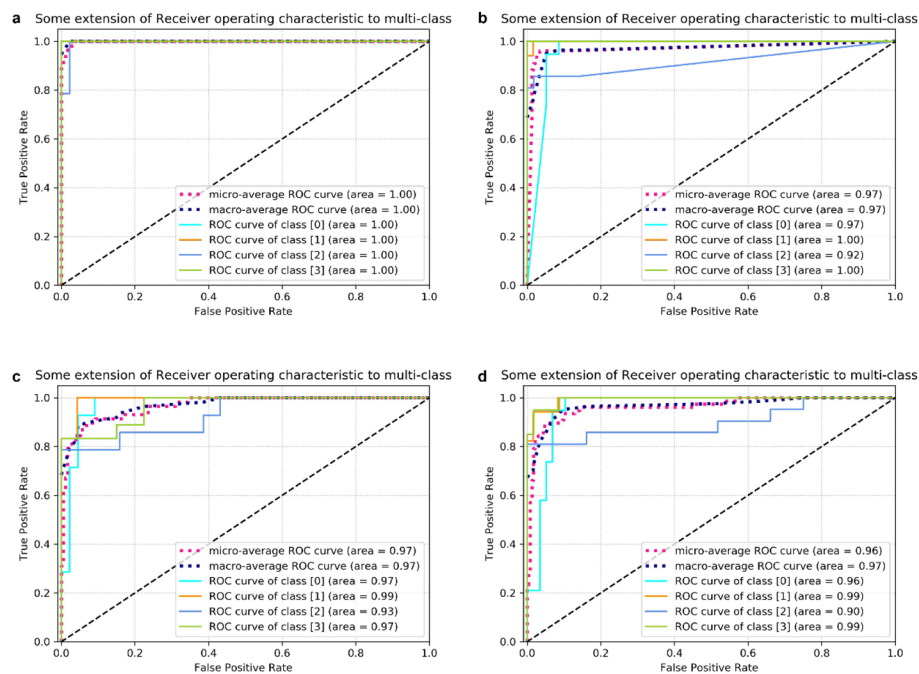 a Some extension of Receiver operating characteristic to multi-class
1.0
0.8
0.6
0.4
0.2
0.0
True Positive Rate
micro-average ROC curve (area = 1.00)
macro-average ROC curve (area = 1.00)
ROC curve of class [0] (area = 1.00)
ROC curve of class [1] (area = 1.00)
ROC curve of class [2] (area = 1.00)
ROC curve of class [3] (area = 1.00)
0.0 0.2 0.4 0.6 0.8 1.0
False Positive Rate
b Some extension of Receiver operating characteristic to multi-class
1.0
0.8
0.6
0.4
0.2
0.0
True Positive Rate
micro-average ROC curve (area = 0.97)
macro-average ROC curve (area = 0.97)
ROC curve of class [0] (area = 0.97)
ROC curve of class [1] (area = 1.00)
ROC curve of class [2] (area = 0.92)
ROC curve of class [3] (area = 1.00)
0.0 0.2 0.4 0.6 0.8 1.0
False Positive Rate
c Some extension of Receiver operating characteristic to multi-class
1.0
0.8
0.6
0.4
0.2
0.0
True Positive Rate
micro-average ROC curve (area = 0.97)
macro-average ROC curve (area = 0.97)
ROC curve of class [0] (area = 0.97)
ROC curve of class [1] (area = 0.99)
ROC curve of class [2] (area = 0.93)
ROC curve of class [3] (area = 0.97)
0.0 0.2 0.4 0.6 0.8 1.0
False Positive Rate
d Some extension of Receiver operating characteristic to multi-class
1.0
0.8
0.6
0.4
0.2
0.0
True Positive Rate
micro-average ROC curve (area = 0.96)
macro-average ROC curve (area = 0.97)
ROC curve of class [0] (area = 0.96)
ROC curve of class [1] (area = 0.99)
ROC curve of class [2] (area = 0.90)
ROC curve of class [3] (area = 0.99)
0.0 0.2 0.4 0.6 0.8 1.0
False Positive Rate